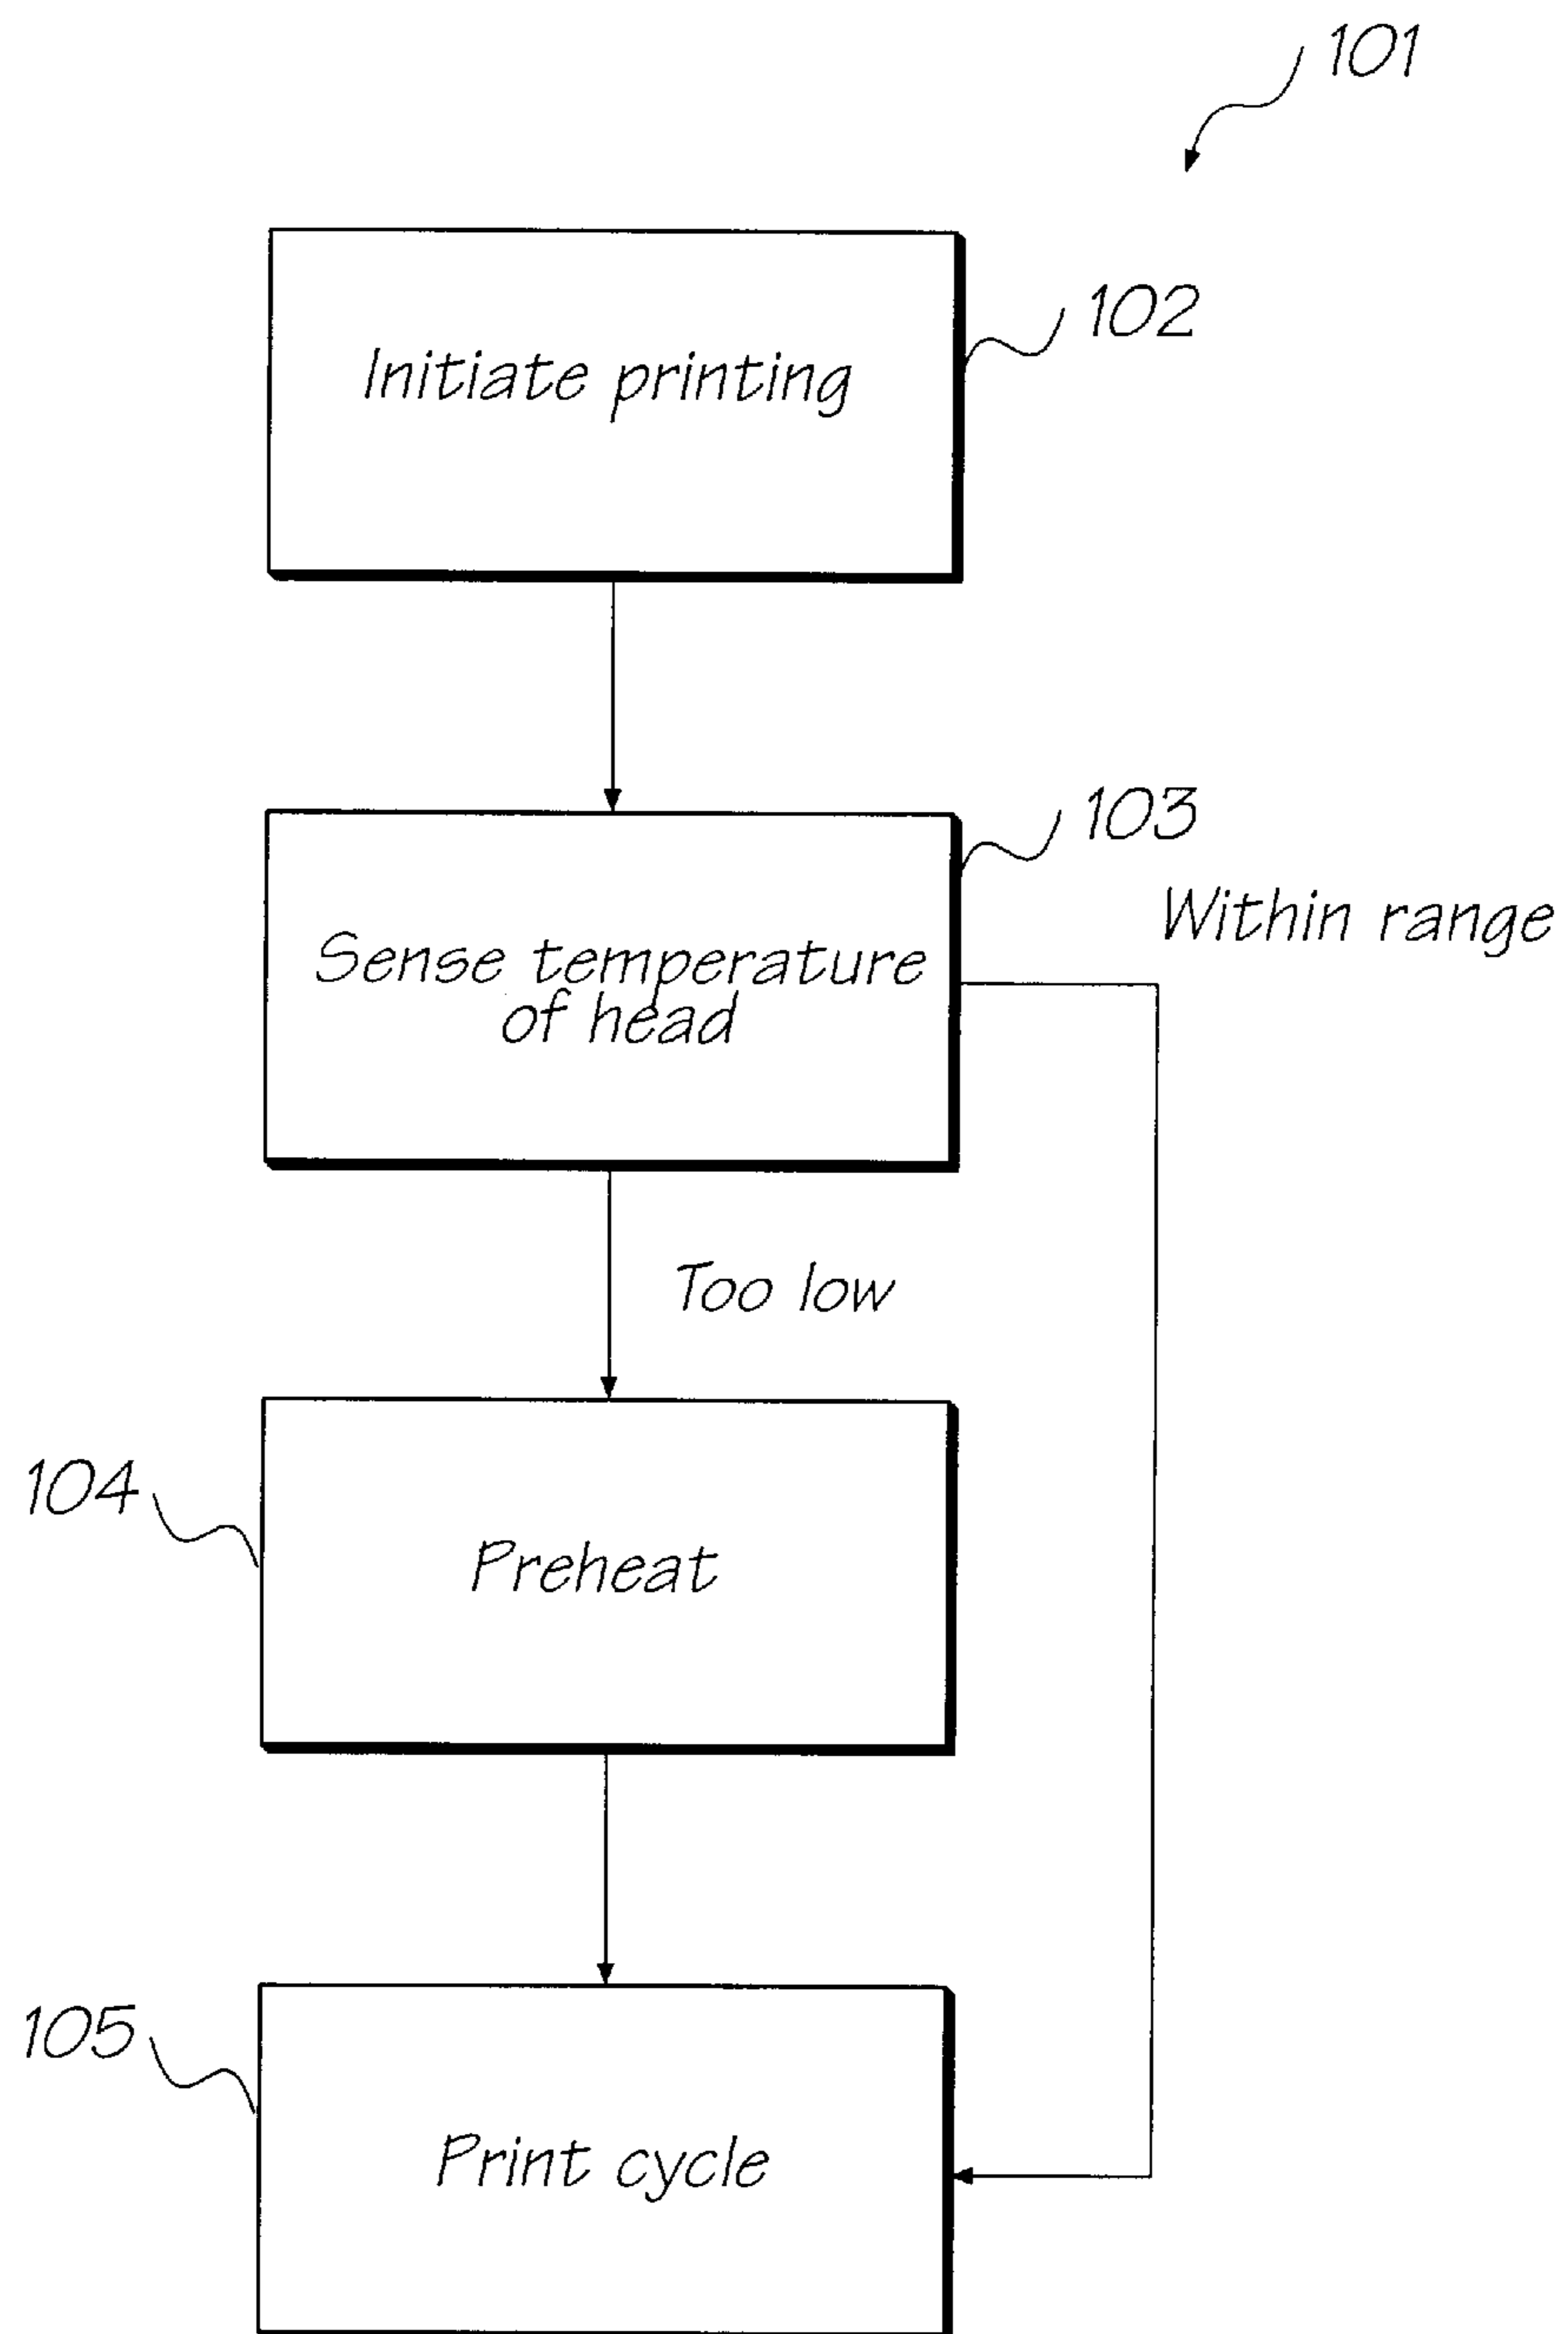 101
Initiate printing
102
103
Within range
Sense temperature
of head
Too low
104
Preheat
105
Print cycle